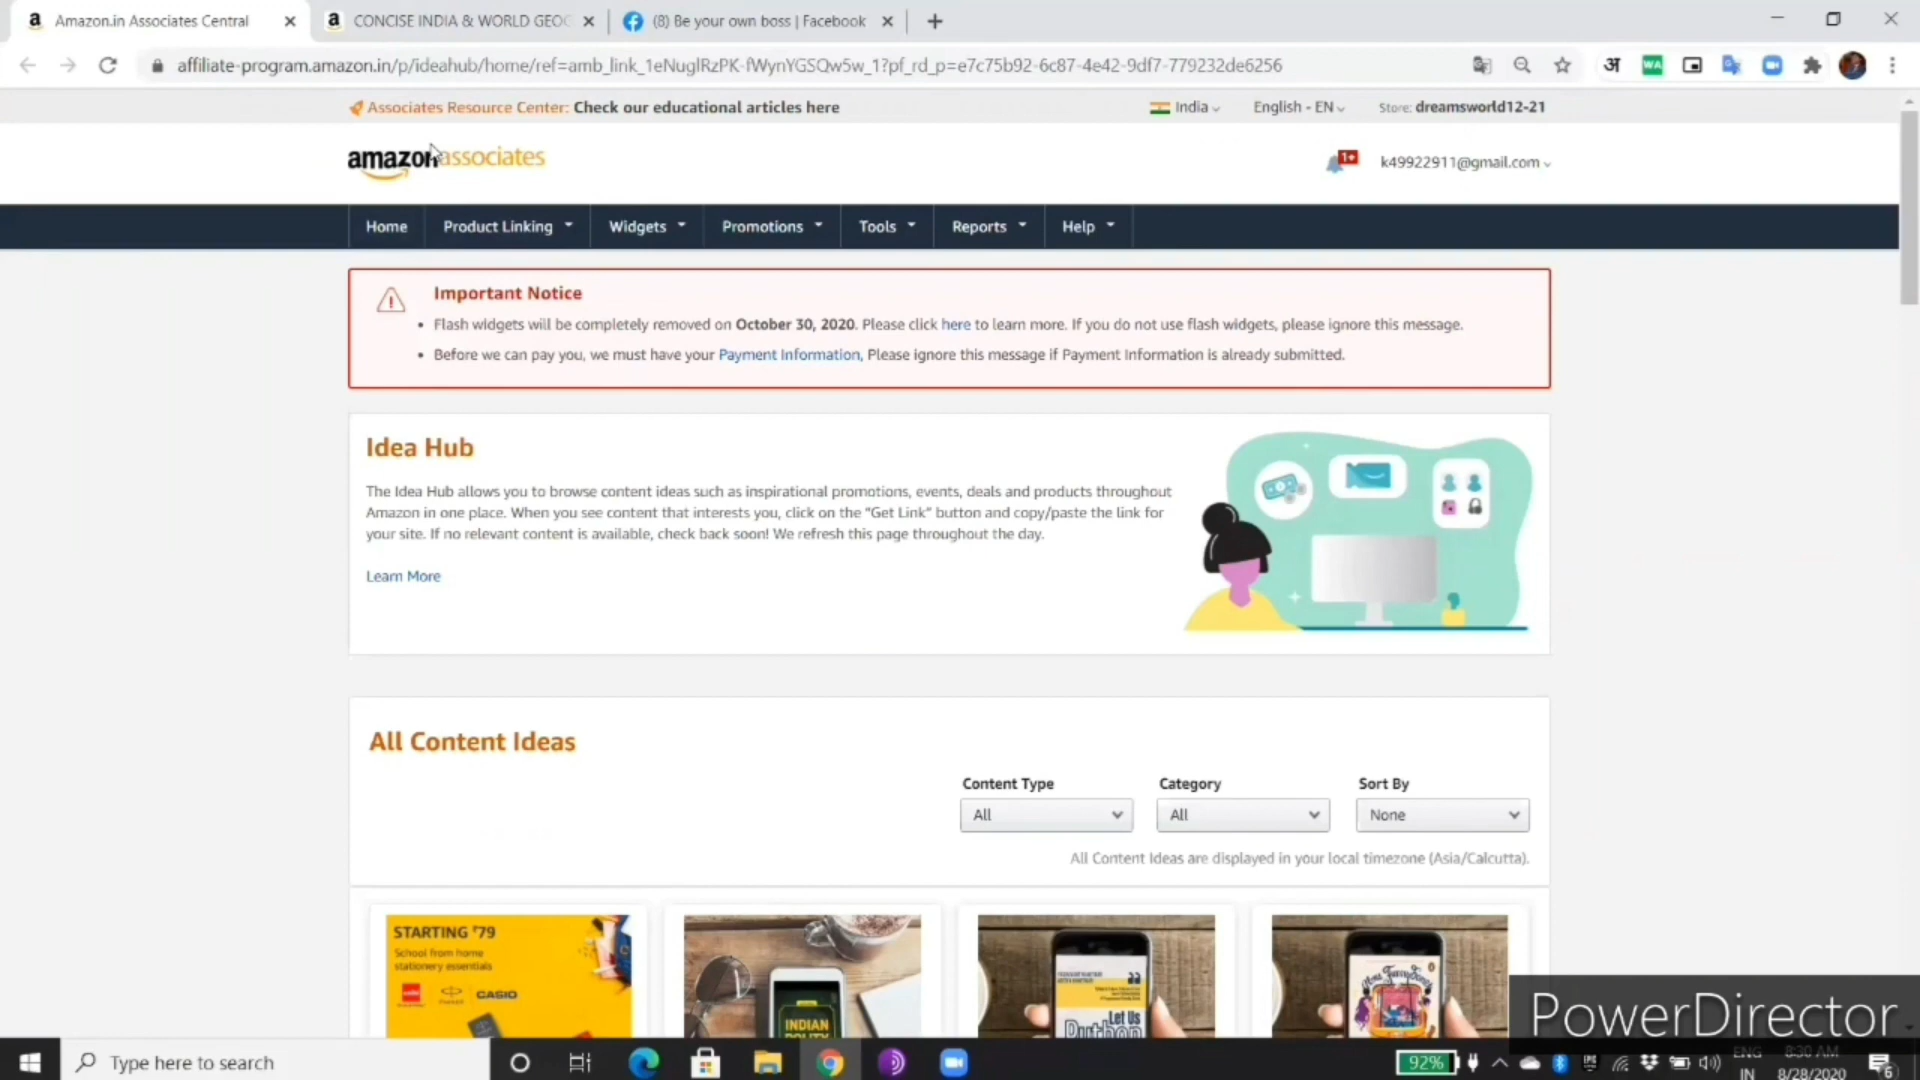 Amazon.in Associates Central
CONCISE INDIA & WORLD GEOG
(8) Be your own boss | Facebook
affiliate-program.amazon.in/p/ideahub/home/ref=amb_link_1eNuglRzPK-fWynYGSQw5w_1?pf_rd_p=e7c75b92-6c87-4e42-9df7-779232de6256
Associates Resource Center: Check our educational articles here
India
English - EN
Store: dreamsworld12-21
amazon associates
1+
k49922911@gmail.com
Home Product Linking Widgets Promotions Tools Reports Help
Important Notice
• Flash widgets will be completely removed on October 30, 2020. Please click here to learn more. If you do not use flash widgets, please ignore this message.
• Before we can pay you, we must have your Payment Information, Please ignore this message if Payment Information is already submitted.
Idea Hub
The Idea Hub allows you to browse content ideas such as inspirational promotions, events, deals and products throughout
Amazon in one place. When you see content that interests you, click on the "Get Link" button and copy/paste the link for
your site. If no relevant content is available, check back soon! We refresh this page throughout the day.
Learn More
All Content Ideas
Content Type Category Sort By
All All None
All Content Ideas are displayed in your local timezone (Asia/Calcutta).
STARTING ₹79
School from home
stationery essentials
CASIO
INDIAN
POLITY
Let Us
Python
PowerDirector
Type here to search
92%
ENG
IN
8:30 AM
8/28/2020
6